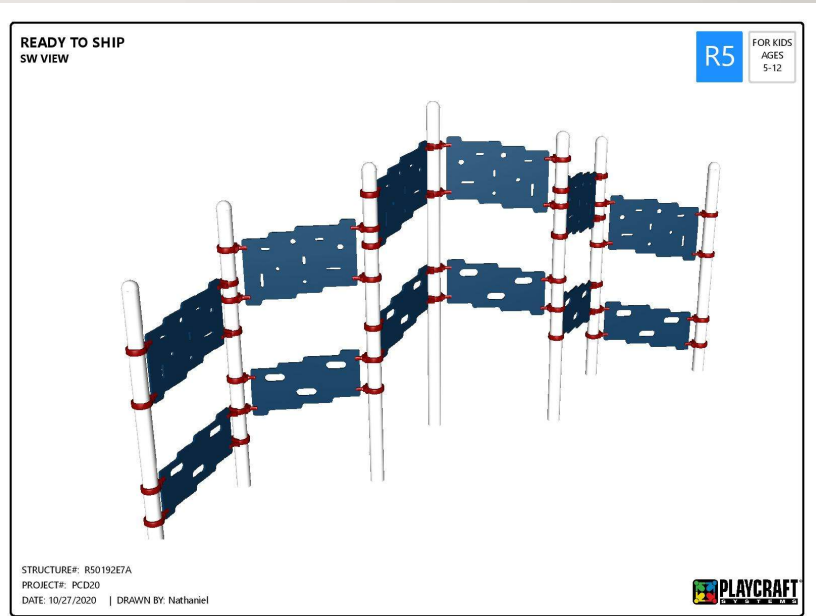 READY TO SHIP
SW VIEW
R5
FOR KIDS
AGES
5-12
STRUCTURE#: R50192E7A
PROJECT#: PCD20
DATE: 10/27/2020 | DRAWN BY: Nathaniel
PLAYCRAFT
SYSTEMS